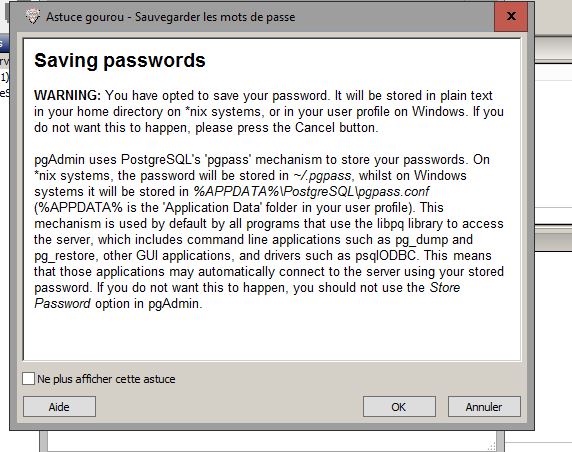 Astuce gourou - Sauvegarder les mots de passe
x
Saving passwords
WARNING: You have opted to save your password. It will be stored in plain text
in your home directory on *nix systems, or in your user profile on Windows. If you
do not want this to happen, please press the Cancel button.
pgAdmin uses PostgreSQL's 'pgpass' mechanism to store your passwords. On
*nix systems, the password will be stored in ~/.pgpass, whilst on Windows
systems it will be stored in %APPDATA%\PostgreSQL\pgpass.conf
(%APPDATA% is the 'Application Data' folder in your user profile). This
mechanism is used by default by all programs that use the libpq library to access
the server, which includes command line applications such as pg_dump and
pg_restore, other GUI applications, and drivers such as psqlODBC. This means
that those applications may automatically connect to the server using your stored
password. If you do not want this to happen, you should not use the Store
Password option in pgAdmin.
Ne plus afficher cette astuce
Aide
OK
Annuler